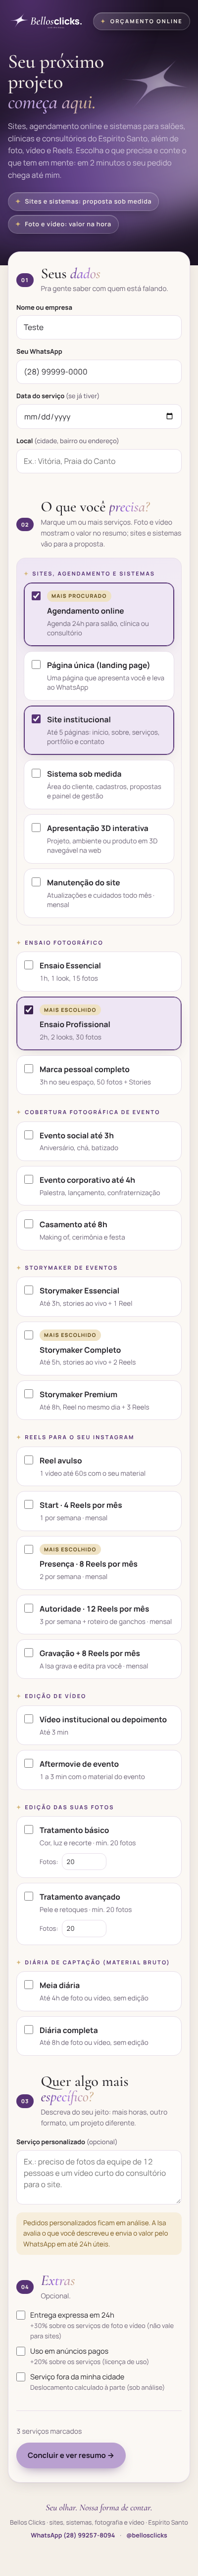 Bellosclicks.
✦ ORÇAMENTO ONLINE
Seu próximo
projeto
começa aqui.
Sites, agendamento online e sistemas para salões,
clínicas e consultórios do Espírito Santo, além de
foto, vídeo e Reels. Escolha o que precisa e conte o
que tem em mente: em 2 minutos o seu pedido
chega até mim.
✦ Sites e sistemas: proposta sob medida
✦ Foto e vídeo: valor na hora
01
Seus dados
Pra gente saber com quem está falando.
Nome ou empresa
Teste
Seu WhatsApp
(28) 99999-0000
Data do serviço (se já tiver)
mm/dd/yyyy
Local (cidade, bairro ou endereço)
Ex.: Vitória, Praia do Canto
02
O que você precisa?
Marque um ou mais serviços. Foto e vídeo
mostram o valor no resumo; sites e sistemas
vão para a proposta.
✦ SITES, AGENDAMENTO E SISTEMAS
MAIS PROCURADO
Agendamento online
Agenda 24h para salão, clínica ou
consultório
Página única (landing page)
Uma página que apresenta você e leva
ao WhatsApp
Site institucional
Até 5 páginas: início, sobre, serviços,
portfólio e contato
Sistema sob medida
Área do cliente, cadastros, propostas
e painel de gestão
Apresentação 3D interativa
Projeto, ambiente ou produto em 3D
navegável na web
Manutenção do site
Atualizações e cuidados todo mês ·
mensal
✦ ENSAIO FOTOGRÁFICO
Ensaio Essencial
1h, 1 look, 15 fotos
MAIS ESCOLHIDO
Ensaio Profissional
2h, 2 looks, 30 fotos
Marca pessoal completo
3h no seu espaço, 50 fotos + Stories
✦ COBERTURA FOTOGRÁFICA DE EVENTO
Evento social até 3h
Aniversário, chá, batizado
Evento corporativo até 4h
Palestra, lançamento, confraternização
Casamento até 8h
Making of, cerimônia e festa
✦ STORYMAKER DE EVENTOS
Storymaker Essencial
Até 3h, stories ao vivo + 1 Reel
MAIS ESCOLHIDO
Storymaker Completo
Até 5h, stories ao vivo + 2 Reels
Storymaker Premium
Até 8h, Reel no mesmo dia + 3 Reels
✦ REELS PARA O SEU INSTAGRAM
Reel avulso
1 vídeo até 60s com o seu material
Start · 4 Reels por mês
1 por semana · mensal
MAIS ESCOLHIDO
Presença · 8 Reels por mês
2 por semana · mensal
Autoridade · 12 Reels por mês
3 por semana + roteiro de ganchos · mensal
Gravação + 8 Reels por mês
A Isa grava e edita pra você · mensal
✦ EDIÇÃO DE VÍDEO
Vídeo institucional ou depoimento
Até 3 min
Aftermovie de evento
1 a 3 min com o material do evento
✦ EDIÇÃO DAS SUAS FOTOS
Tratamento básico
Cor, luz e recorte · mín. 20 fotos
Fotos: 20
Tratamento avançado
Pele e retoques · mín. 20 fotos
Fotos: 20
✦ DIÁRIA DE CAPTAÇÃO (MATERIAL BRUTO)
Meia diária
Até 4h de foto ou vídeo, sem edição
Diária completa
Até 8h de foto ou vídeo, sem edição
03
Quer algo mais
específico?
Descreva do seu jeito: mais horas, outro
formato, um projeto diferente.
Serviço personalizado (opcional)
Ex.: preciso de fotos da equipe de 12
pessoas e um vídeo curto do consultório
para o site.
Pedidos personalizados ficam em análise. A Isa
avalia o que você descreveu e envia o valor pelo
WhatsApp em até 24h úteis.
04
Extras
Opcional.
Entrega expressa em 24h
+30% sobre os serviços de foto e vídeo (não vale
para sites)
Uso em anúncios pagos
+20% sobre os serviços (licença de uso)
Serviço fora da minha cidade
Deslocamento calculado à parte (sob análise)
3 serviços marcados
Concluir e ver resumo →
Seu olhar. Nossa forma de contar.
Bellos Clicks · sites, sistemas, fotografia e vídeo · Espírito Santo
WhatsApp (28) 99257-8094 · @bellosclicks